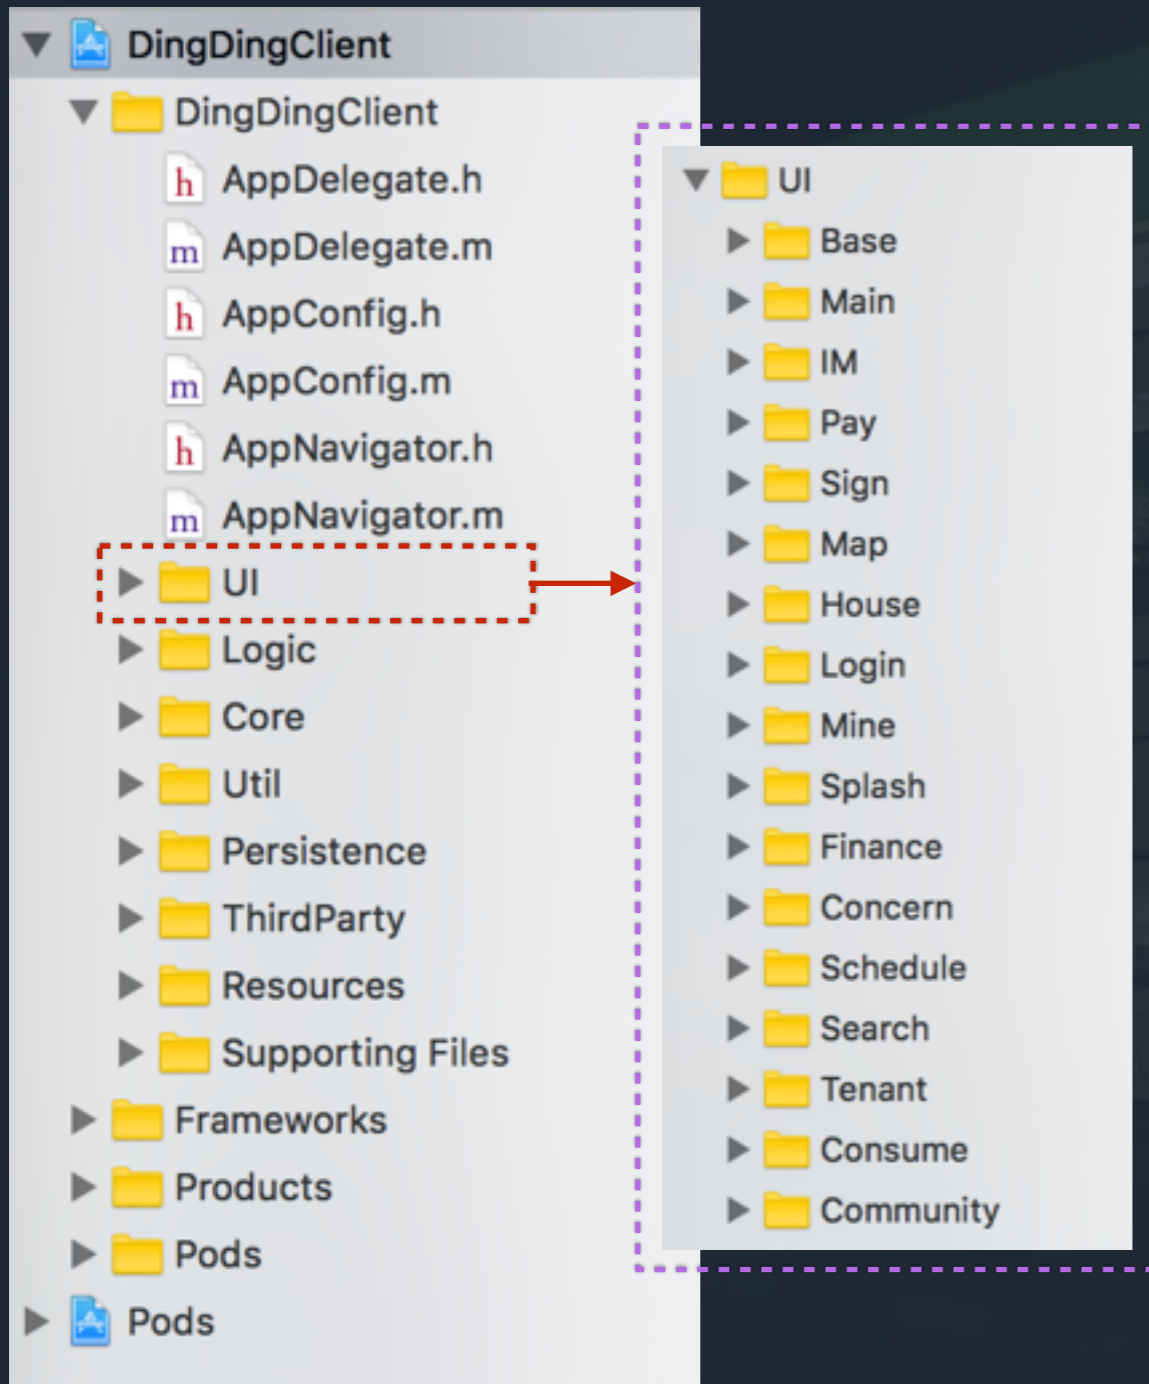 DingDingClient
DingDingClient
h AppDelegate.h
m AppDelegate.m
h AppConfig.h
m AppConfig.m
h AppNavigator.h
m AppNavigator.m
UI
Logic
Core
Util
Persistence
ThirdParty
Resources
Supporting Files
Frameworks
Products
Pods
Pods
UI
Base
Main
IM
Pay
Sign
Map
House
Login
Mine
Splash
Finance
Concern
Schedule
Search
Tenant
Consume
Community